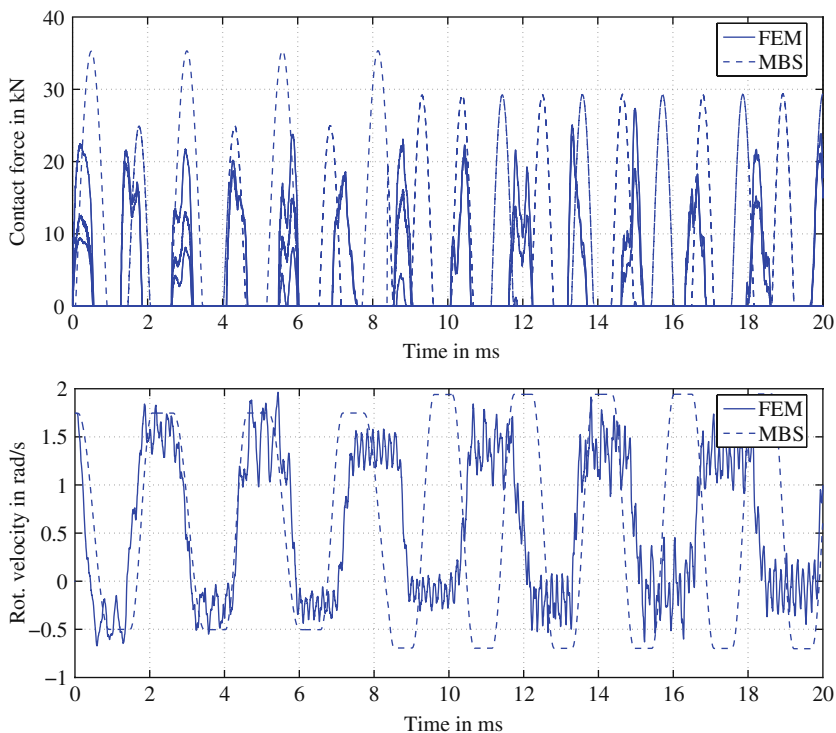 40
30
20
10
0
Contact force in kN
FEM
MBS
0 2 4 6 8 10 12 14 16 18 20
Time in ms
2
1.5
1
0.5
0
−0.5
−1
Rot. velocity in rad/s
FEM
MBS
0 2 4 6 8 10 12 14 16 18 20
Time in ms